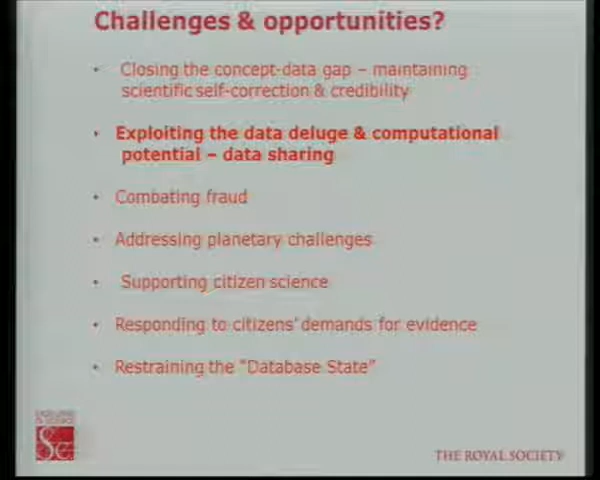 Challenges & opportunities?
• Closing the concept-data gap – maintaining
scientific self-correction & credibility
• Exploiting the data deluge & computational
potential – data sharing
• Combating fraud
• Addressing planetary challenges
• Supporting citizen science
• Responding to citizens' demands for evidence
• Restraining the "Database State"
THE ROYAL SOCIETY